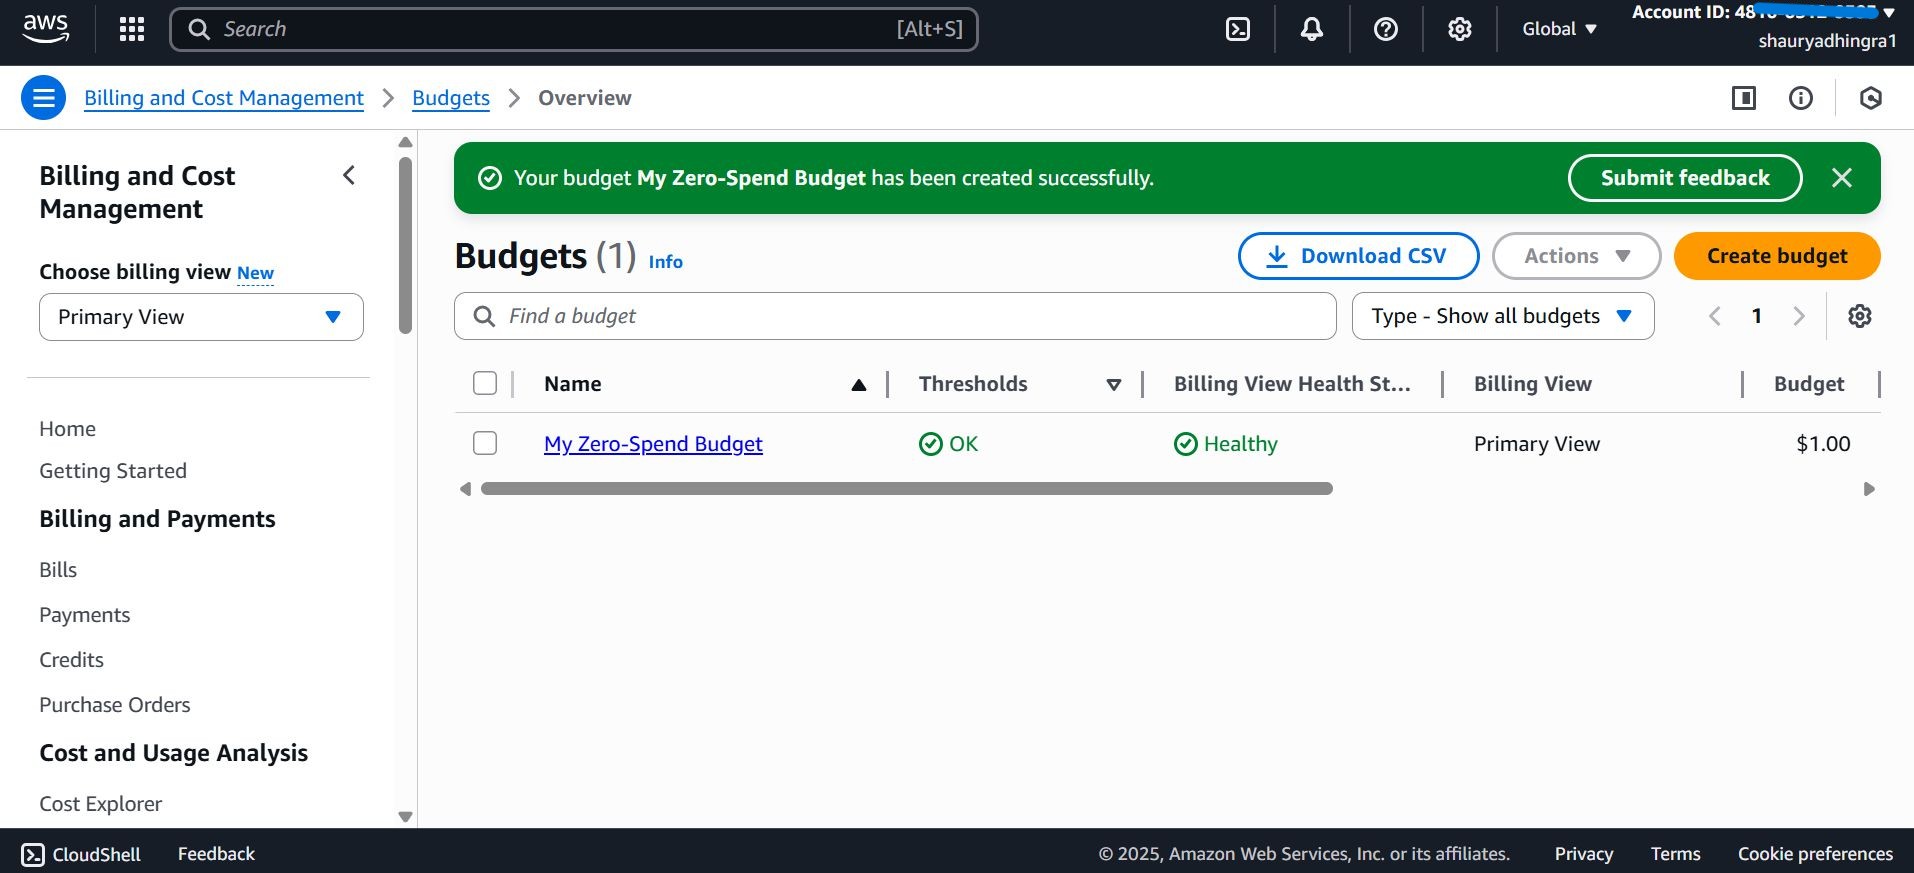 aws
Search [Alt+S]
Global
Account ID: 48
shauryadhingra1
Billing and Cost Management > Budgets > Overview
Billing and Cost
Management
Choose billing view New
Primary View
Home
Getting Started
Billing and Payments
Bills
Payments
Credits
Purchase Orders
Cost and Usage Analysis
Cost Explorer
Your budget My Zero-Spend Budget has been created successfully.
Submit feedback
Budgets (1) Info
Download CSV
Actions
Create budget
Find a budget
Type - Show all budgets
1
Name Thresholds Billing View Health St... Billing View Budget
My Zero-Spend Budget OK Healthy Primary View $1.00
CloudShell Feedback © 2025, Amazon Web Services, Inc. or its affiliates. Privacy Terms Cookie preferences